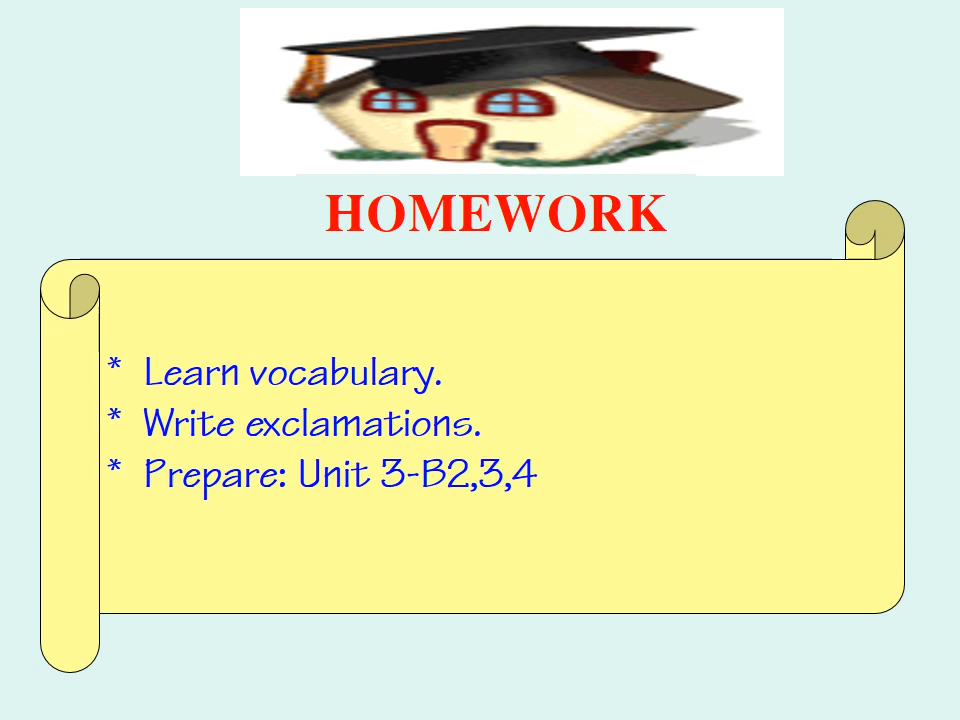 HOMEWORK
* Learn vocabulary.
* Write exclamations.
* Prepare: Unit 3-B2,3,4